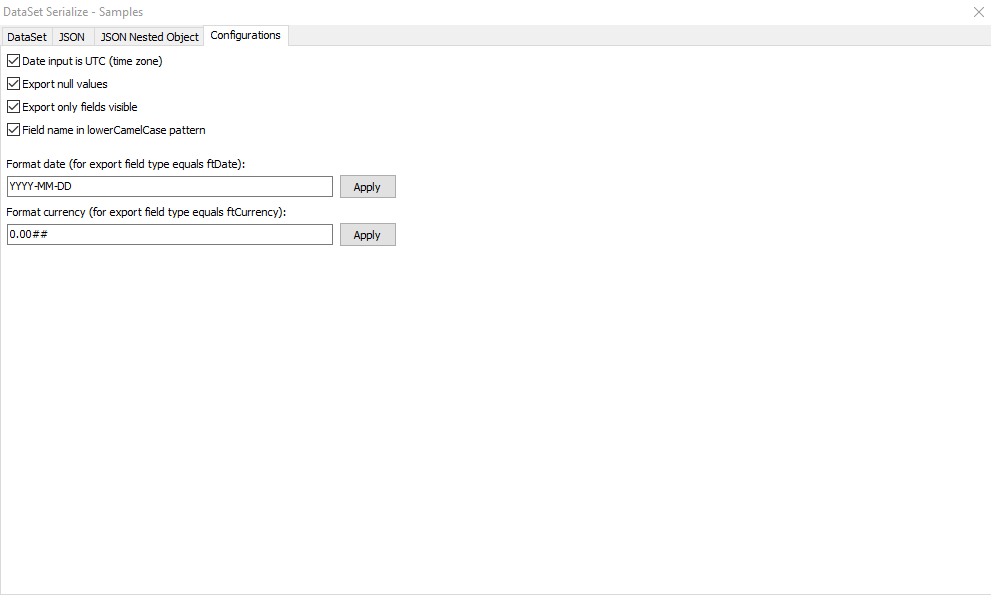 DataSet Serialize - Samples
DataSet JSON JSON Nested Object Configurations
Date input is UTC (time zone)
Export null values
Export only fields visible
Field name in lowerCamelCase pattern
Format date (for export field type equals ftDate):
YYYY-MM-DD Apply
Format currency (for export field type equals ftCurrency):
0.00## Apply